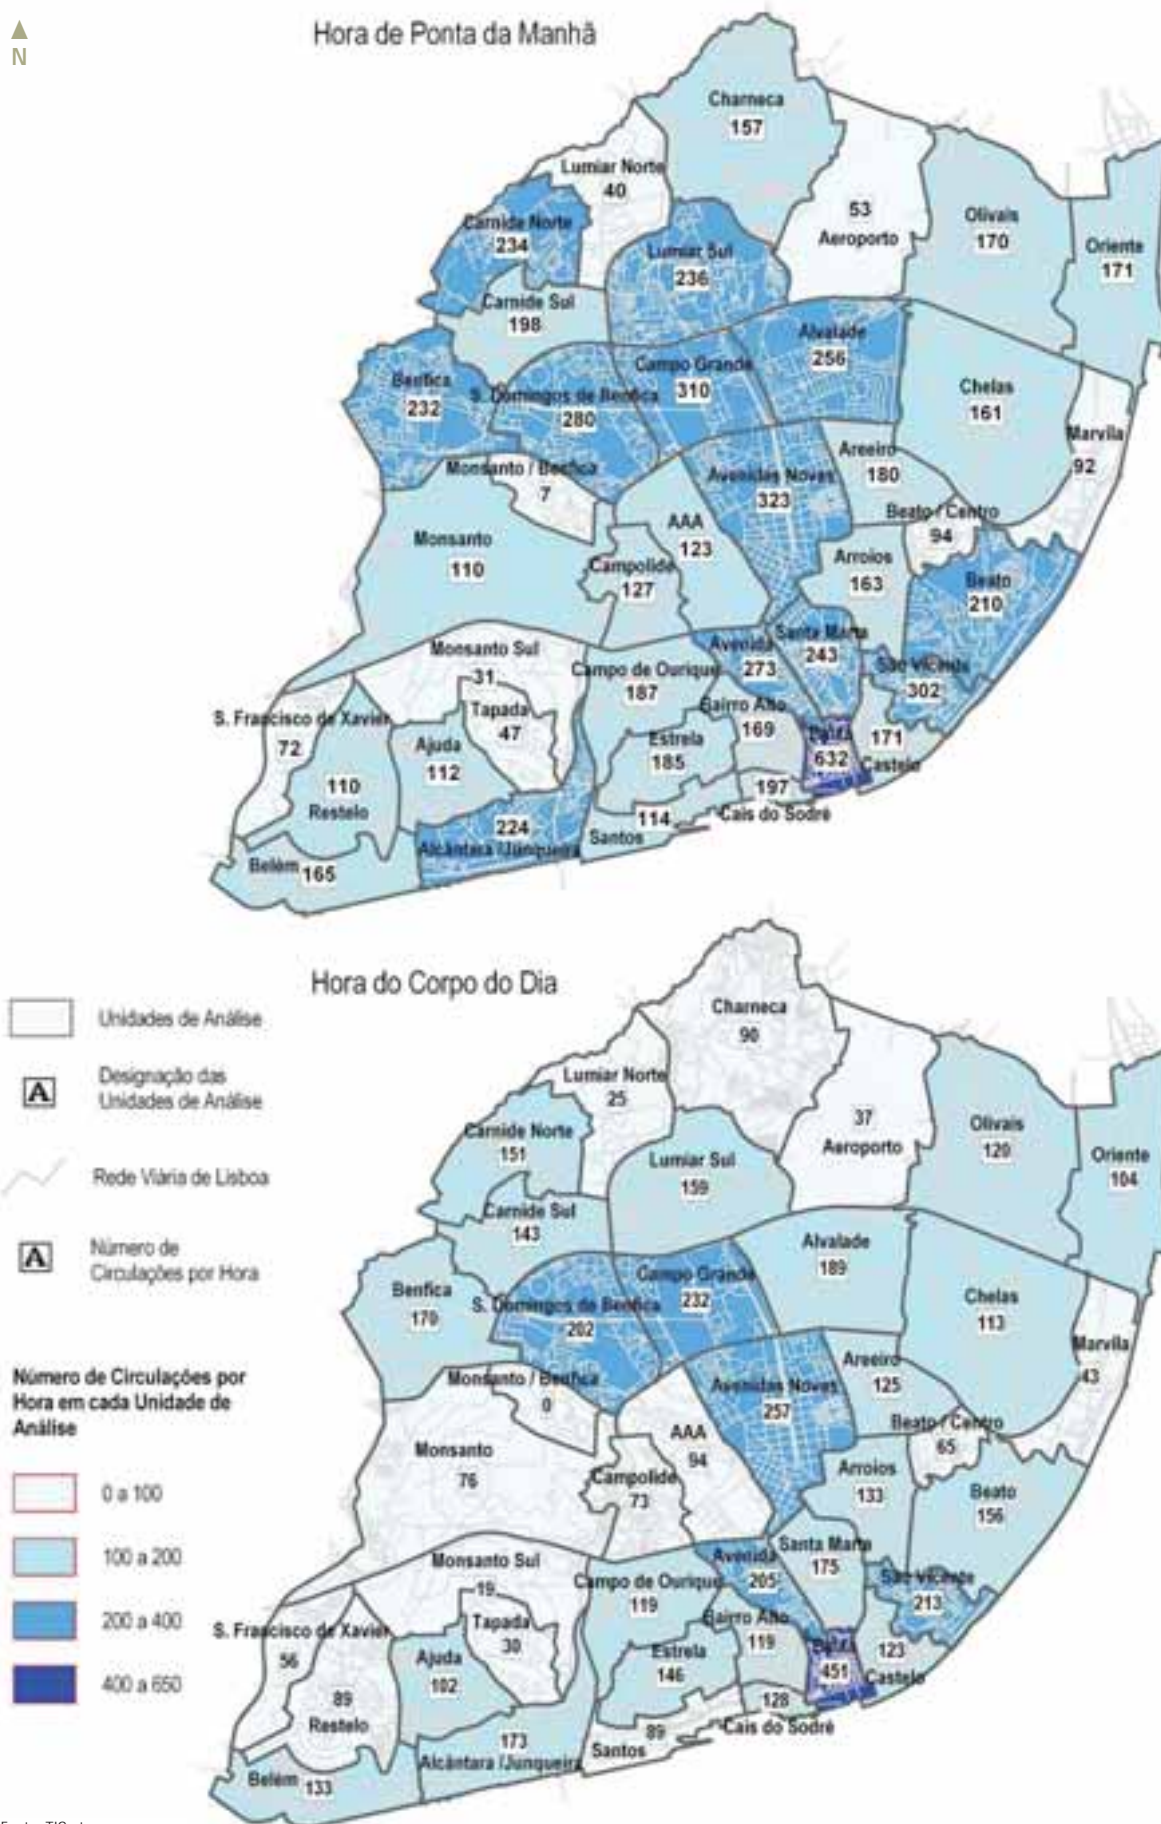 N
Hora de Ponta da Manhã
Charneca
157
Lumiar Norte
40
53
Aeroporto
Olivais
170
Oriente
171
Carnide Norte
234
Lumiar Sul
236
Carnide Sul
198
Alvalade
256
Campo Grande
310
Benfica
232
S. Domingos de Benfica
280
Chelas
161
Marvila
92
Areeiro
180
Monsanto / Benfica
7
Avenidas Novas
323
Beato / Centro
94
AAA
123
Monsanto
110
Campolide
127
Arroios
163
Beato
210
Monsanto Sul
31
Avenida
273
Santa Marta
243
São Vicente
302
Campo de Ourique
187
S. Francisco de Xavier
72
Tapada
47
Bairro Alto
169
Ajuda
112
Estrela
185
Baixa
632
171
Castelo
110
Restelo
197
Cais do Sodré
224
Alcântara /Junqueira
114
Santos
Belém 165
Hora do Corpo do Dia
Unidades de Análise
A
Designação das
Unidades de Análise
Rede Viária de Lisboa
A
Número de
Circulações por Hora
Número de Circulações por
Hora em cada Unidade de
Análise
0 a 100
100 a 200
200 a 400
400 a 650
Charneca
90
Lumiar Norte
25
37
Aeroporto
Olivais
120
Oriente
104
Carnide Norte
151
Lumiar Sul
159
Carnide Sul
143
Alvalade
189
Campo Grande
232
Benfica
170
S. Domingos de Benfica
202
Chelas
113
Marvila
43
Areeiro
125
Monsanto / Benfica
0
Avenidas Novas
257
Beato / Centro
65
AAA
94
Monsanto
76
Campolide
73
Arroios
133
Beato
156
Monsanto Sul
19
Avenida
205
Santa Marta
175
São Vicente
213
Campo de Ourique
119
S. Francisco de Xavier
56
Tapada
30
Bairro Alto
119
Ajuda
102
Estrela
146
Baixa
451
123
Castelo
89
Restelo
128
Cais do Sodré
173
Alcântara /Junqueira
89
Santos
Belém 133